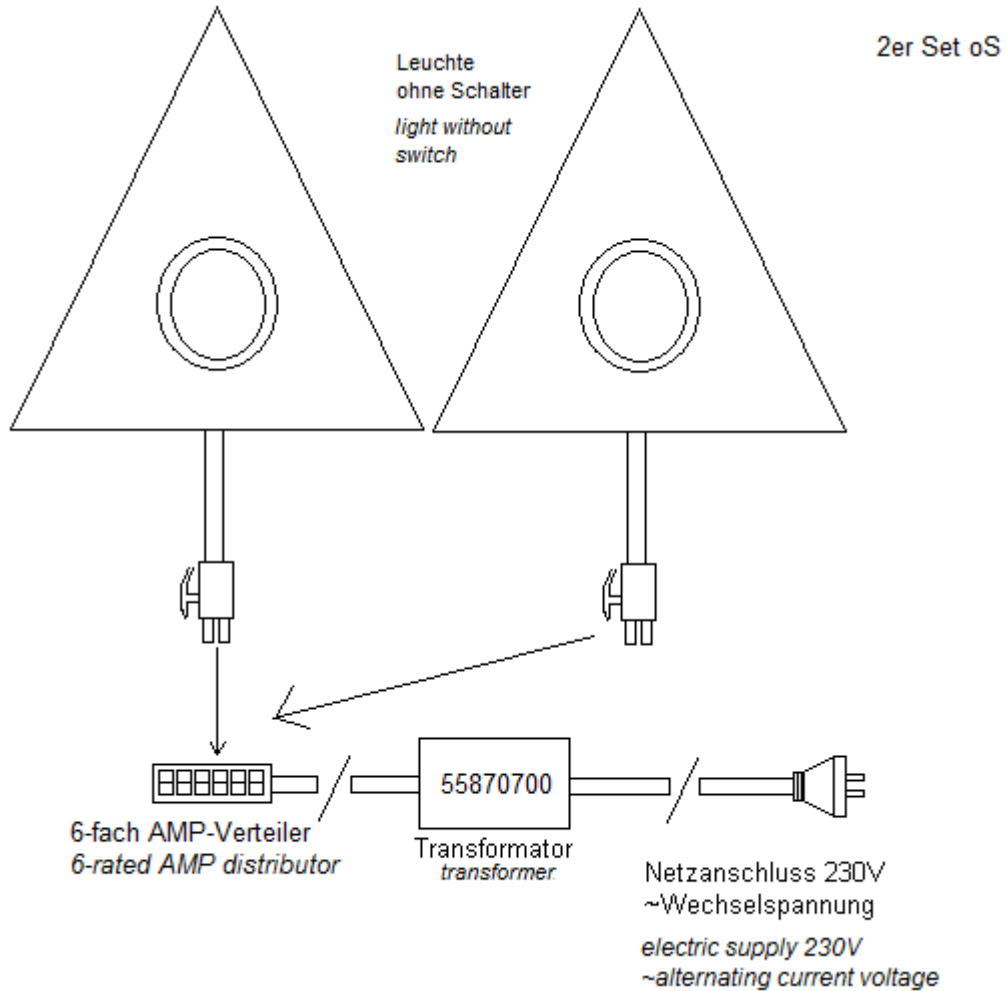 2er Set oS
Leuchte
ohne Schalter
light without
switch
55870700
6-fach AMP-Verteiler
6-rated AMP distributor
Transformator
transformer
Netzanschluss 230V
~Wechselspannung
electric supply 230V
~alternating current voltage